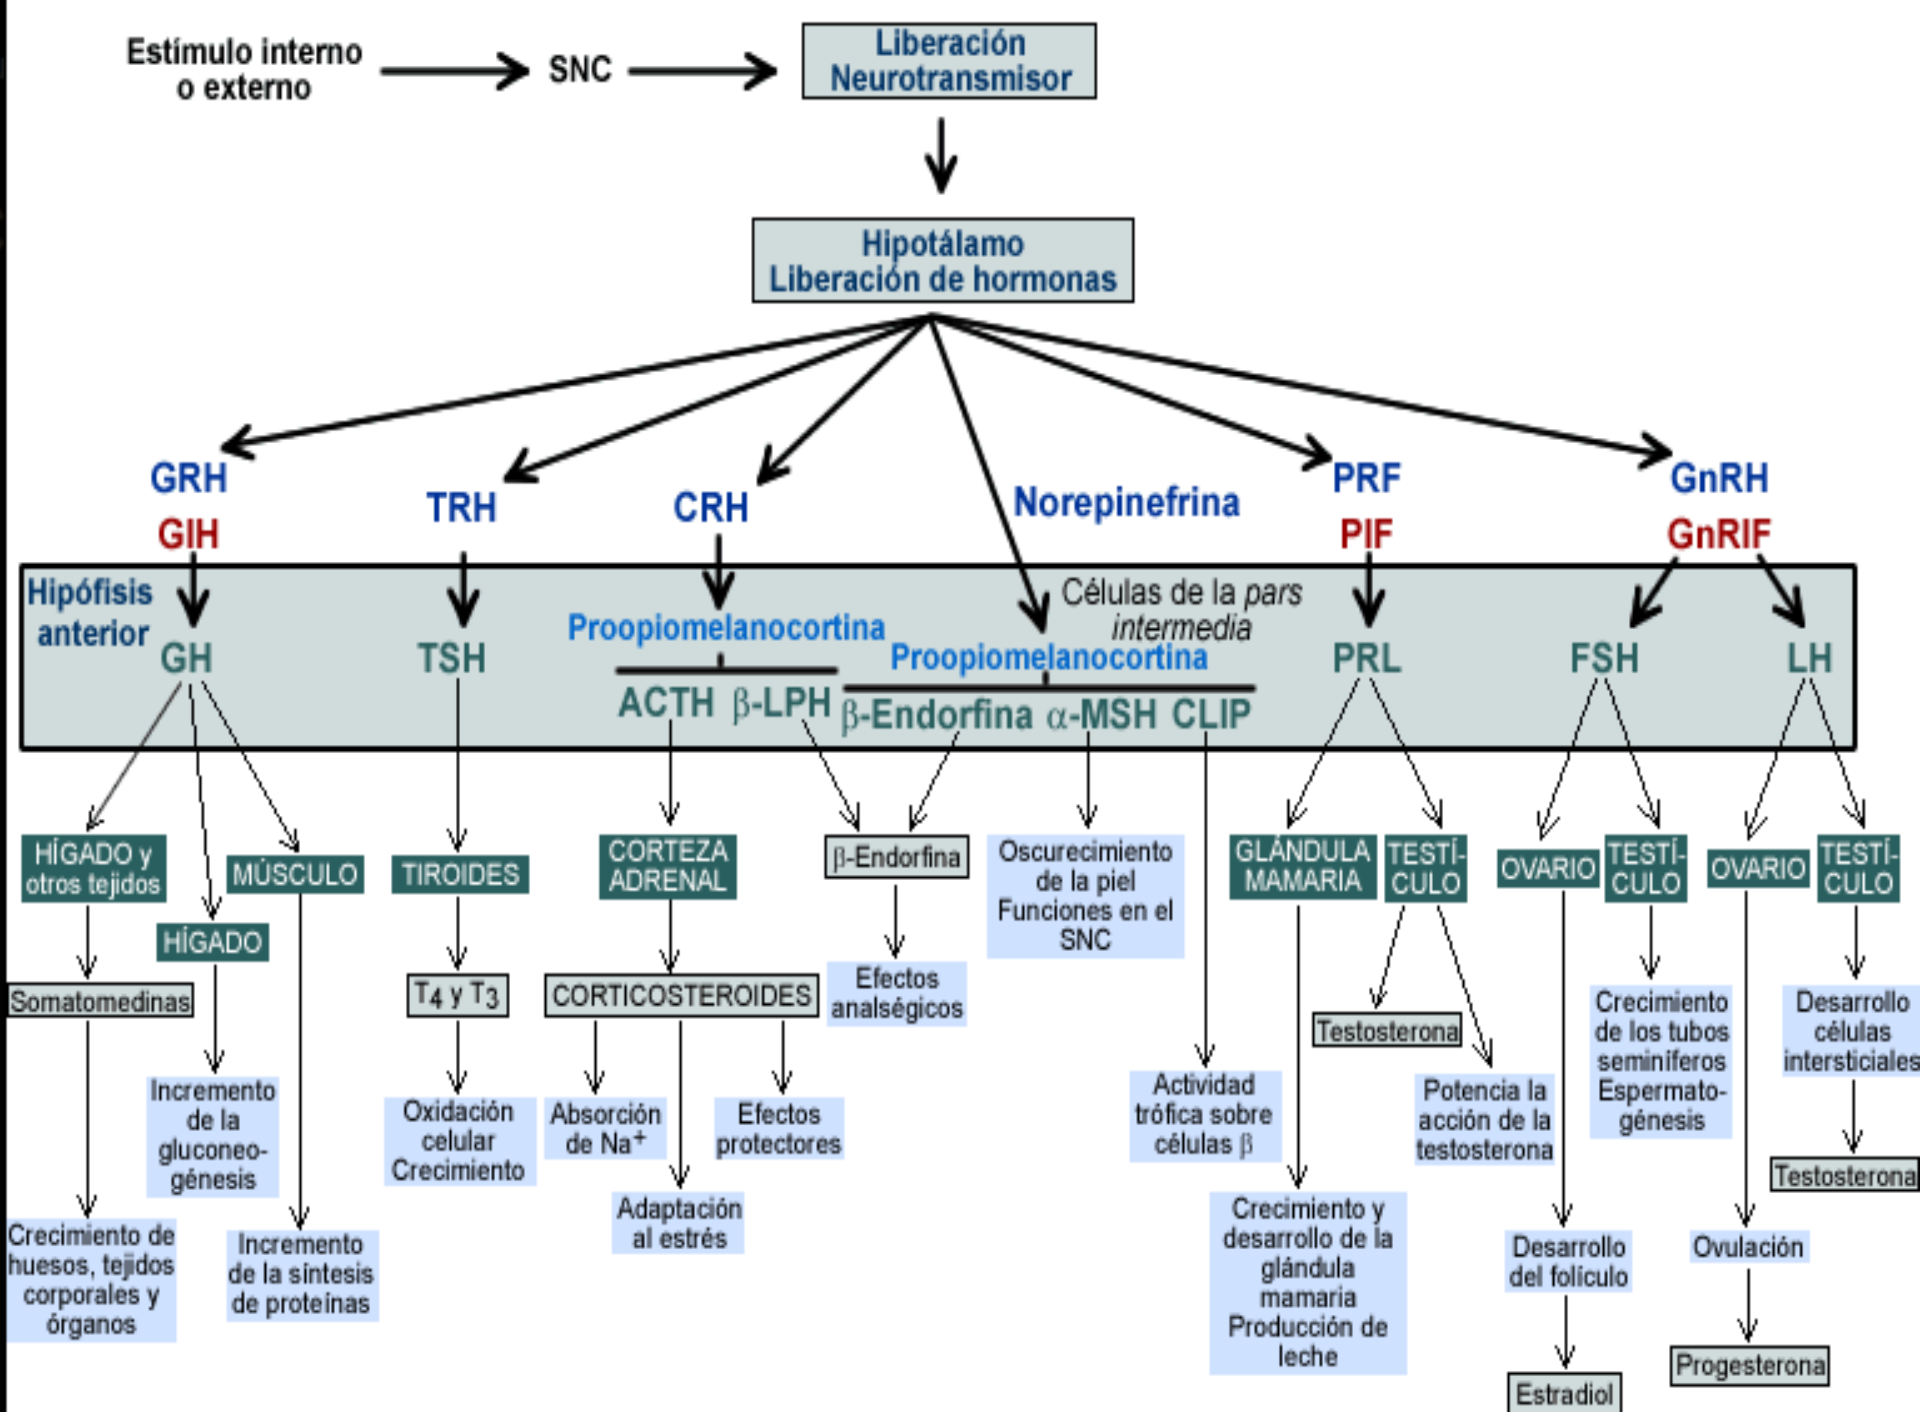 Estímulo interno
o externo
SNC
Liberación
Neurotransmisor
Hipotálamo
Liberación de hormonas
GRH
GIH
TRH
CRH
Norepinefrina
PRF
PIF
GnRH
GnRIF
Hipófisis
anterior
GH
TSH
Proopiomelanocortina
ACTH β-LPH
Células de la pars
intermedia
Proopiomelanocortina
β-Endorfina α-MSH CLIP
PRL
FSH
LH
HÍGADO y
otros tejidos
HÍGADO
MÚSCULO
TIROIDES
CORTEZA
ADRENAL
β-Endorfina
Oscurecimiento
de la piel
Funciones en el
SNC
GLÁNDULA
MAMARIA
TESTÍ-
CULO
OVARIO
TESTÍ-
CULO
OVARIO
TESTÍ-
CULO
Somatomedinas
T4 y T3
CORTICOSTEROIDES
Efectos
analségicos
Testosterona
Crecimiento
de los tubos
seminíferos
Espermato-
génesis
Desarrollo
células
intersticiales
Incremento
de la
gluconeo-
génesis
Oxidación
celular
Crecimiento
Absorción
de Na+
Efectos
protectores
Actividad
trófica sobre
células β
Potencia la
acción de la
testosterona
Testosterona
Adaptación
al estrés
Crecimiento de
huesos, tejidos
corporales y
órganos
Incremento
de la síntesis
de proteínas
Crecimiento y
desarrollo de la
glándula
mamaria
Producción de
leche
Desarrollo
del folículo
Ovulación
Estradiol
Progesterona